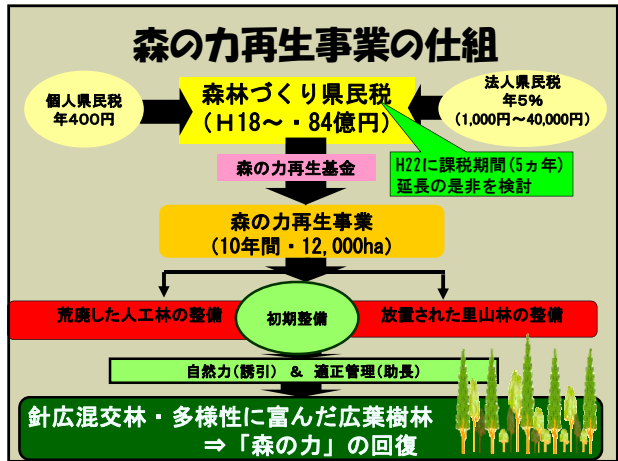 森の力再生事業の仕組
個人県民税
年400円
森林づくり県民税
(H18～・84億円)
法人県民税
年5%
(1,000円～40,000円)
H22に課税期間(5ヵ年)
延長の是非を検討
森の力再生基金
森の力再生事業
(10年間・12,000ha)
荒廃した人工林の整備
初期整備
放置された里山林の整備
自然力(誘引) & 適正管理(助長)
針広混交林・多様性に富んだ広葉樹林
⇒「森の力」の回復